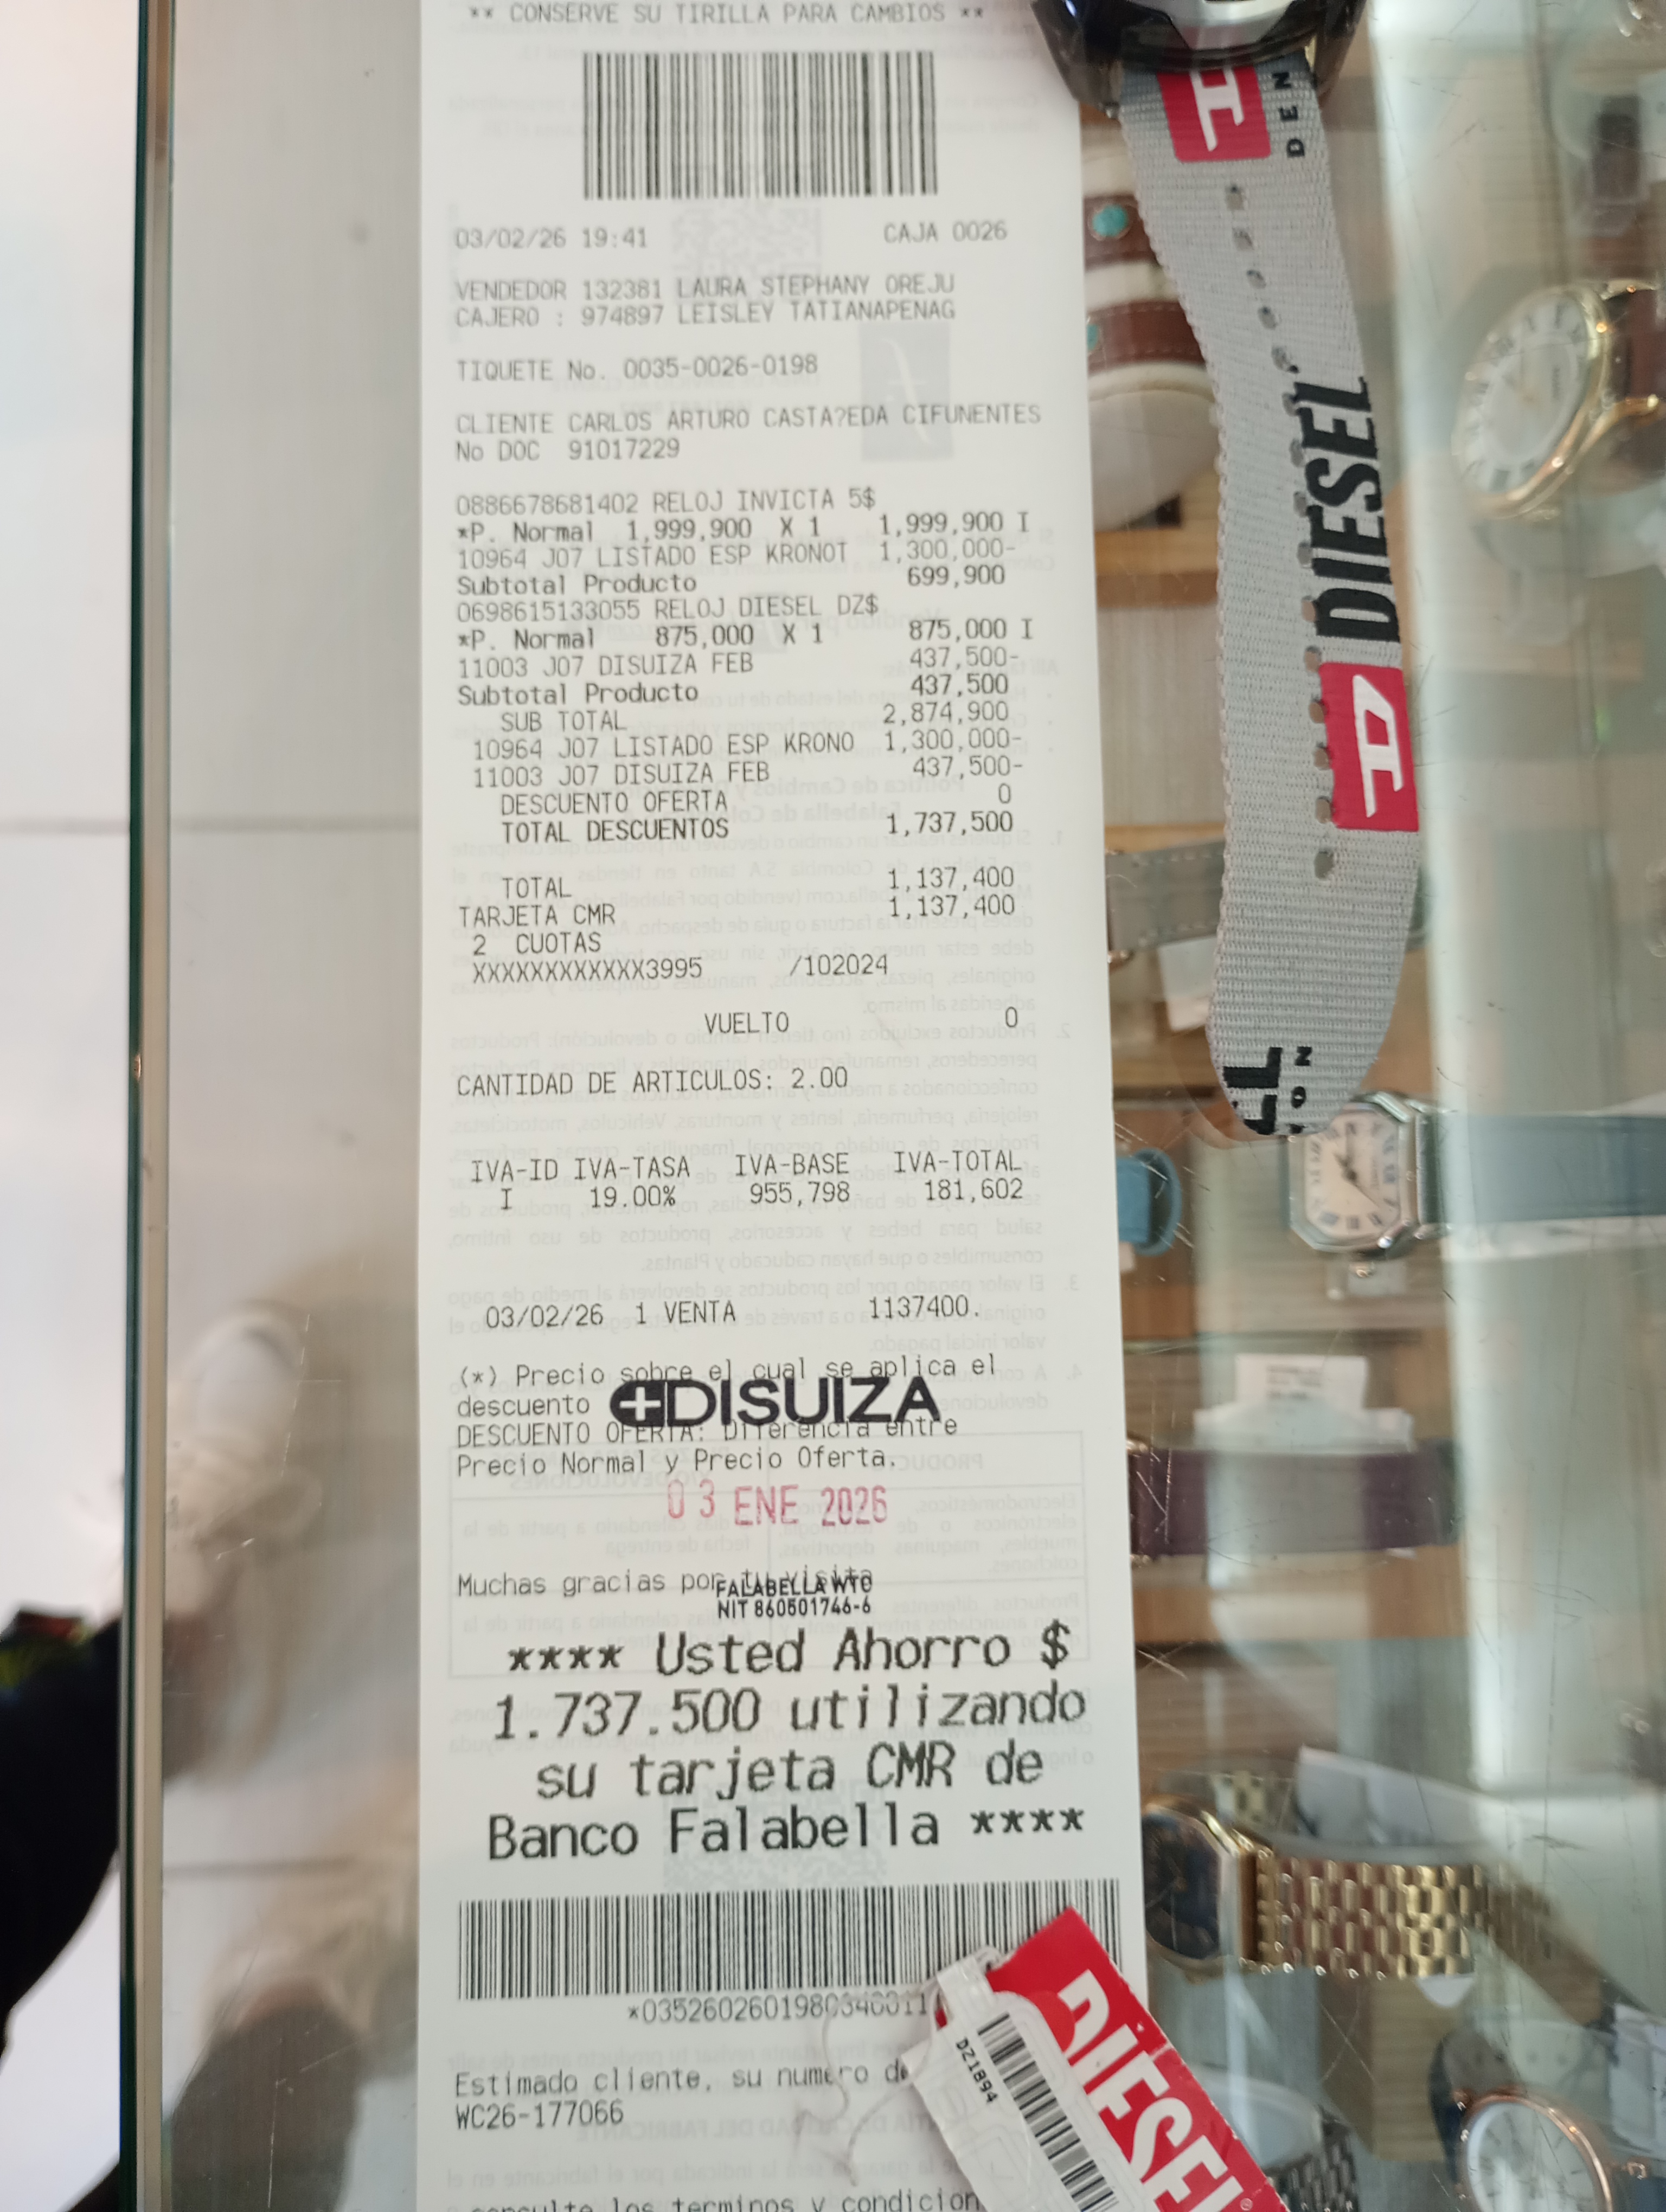 ** CONSERVE SU TIRILLA PARA CAMBIOS **
03/02/26 19:41 CAJA 0026
VENDEDOR 132381 LAURA STEPHANY OREJU
CAJERO : 974897 LEISLEY TATIANAPENAG
TIQUETE No. 0035-0026-0198
CLIENTE CARLOS ARTURO CASTA?EDA CIFUNENTES
No DOC 91017229
0886678681402 RELOJ INVICTA 5$
*P. Normal 1,999,900 X 1 1,999,900 I
10964 J07 LISTADO ESP KRONOT 1,300,000-
Subtotal Producto 699,900
0698615133055 RELOJ DIESEL DZ$
*P. Normal 875,000 X 1 875,000 I
11003 J07 DISUIZA FEB 437,500-
Subtotal Producto 437,500
SUB TOTAL 2,874,900
10964 J07 LISTADO ESP KRONO 1,300,000-
11003 J07 DISUIZA FEB 437,500-
DESCUENTO OFERTA 0
TOTAL DESCUENTOS 1,737,500
TOTAL 1,137,400
TARJETA CMR 1,137,400
2 CUOTAS
XXXXXXXXXXXX3995 /102024
VUELTO 0
CANTIDAD DE ARTICULOS: 2.00
IVA-ID IVA-TASA IVA-BASE IVA-TOTAL
I 19.00% 955,798 181,602
03/02/26 1 VENTA 1137400.
(*) Precio sobre el cual se aplica el
descuento
DISUIZA
DESCUENTO OFERTA: Diferencia entre
Precio Normal y Precio Oferta.
03 ENE 2026
Muchas gracias por tu visita
FALABELLA WTC
NIT 860501746-6
**** Usted Ahorro $
1.737.500 utilizando
su tarjeta CMR de
Banco Falabella ****
Estimado cliente, su numero de
WC26-177066
consulte los terminos y condicion
DEN
DIESEL
D
DIESEL
DZ1894